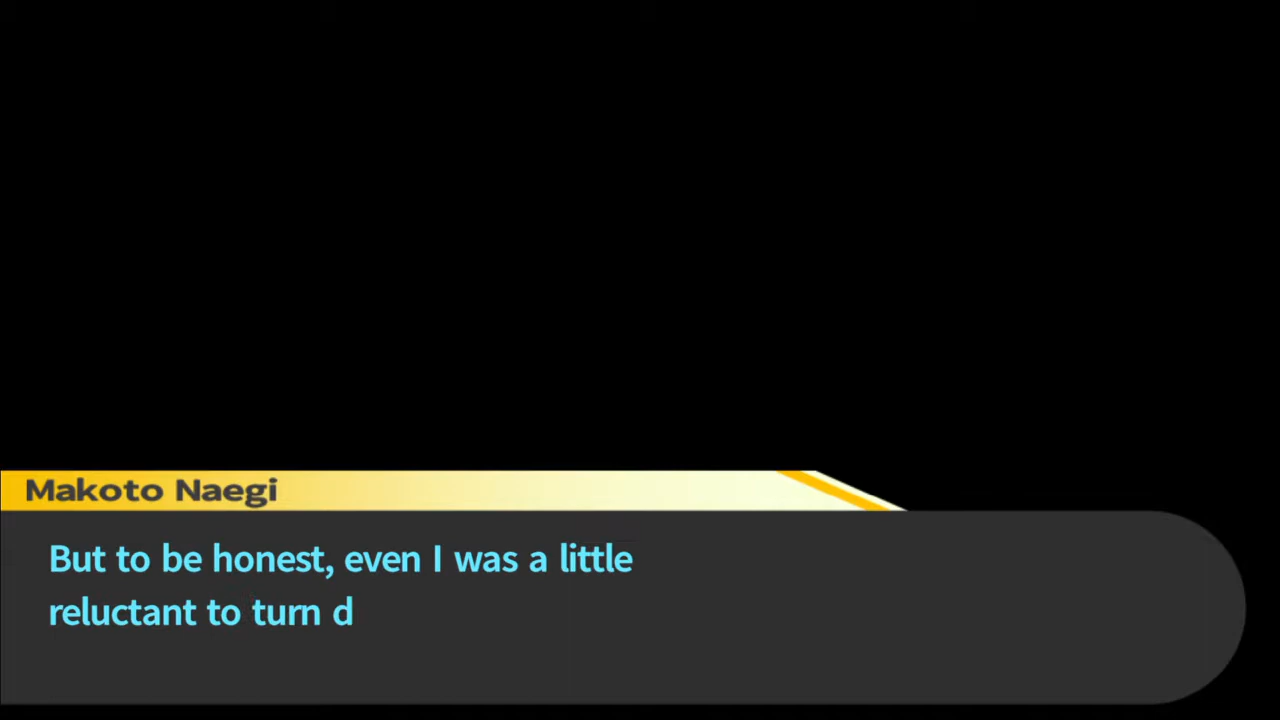 Makoto Naegi
But to be honest, even I was a little
reluctant to turn d